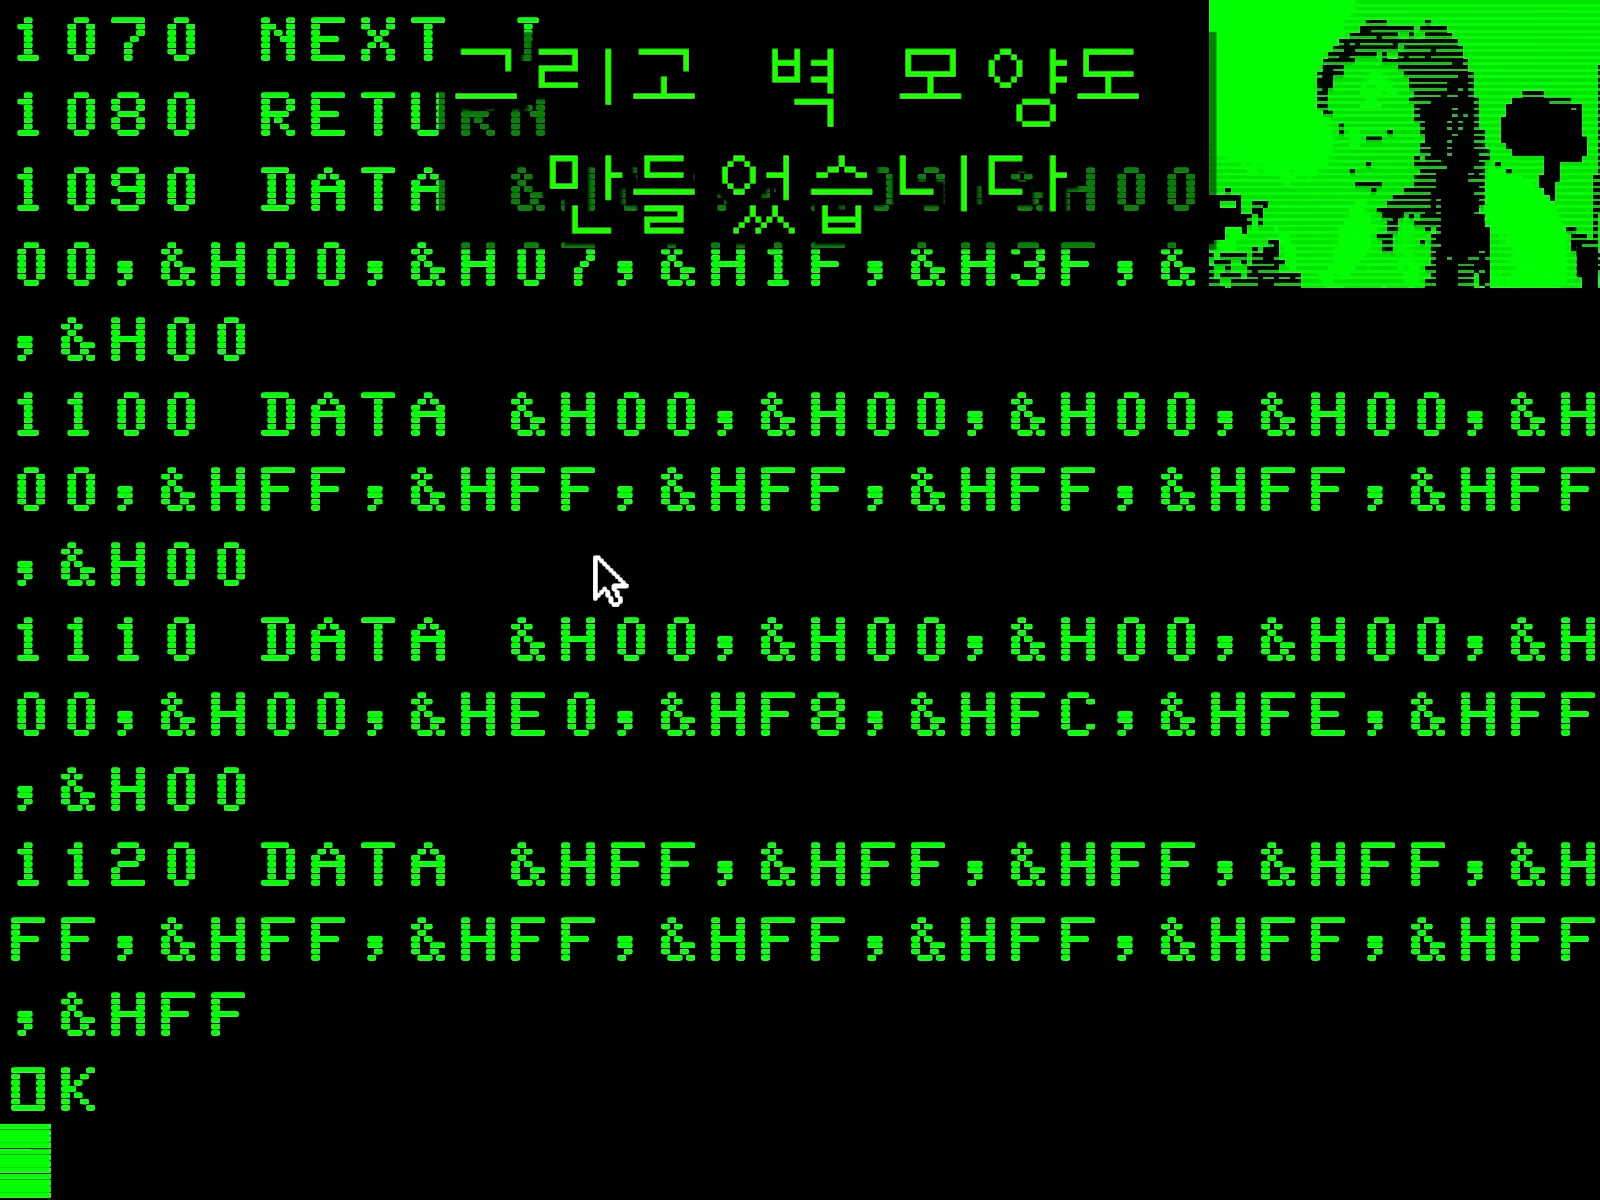 1070 NEXT I
그리고 벽 모양도
1080 RETURN
만들었습니다
1090 DATA
00,&H00,&H07,&H1F,&H3F,&
,&H00
1100 DATA &H00,&H00,&H00,&H00,&H
00,&HFF,&HFF,&HFF,&HFF,&HFF,&HFF
,&H00
1110 DATA &H00,&H00,&H00,&H00,&H
00,&H00,&HE0,&HF8,&HFC,&HFE,&HFF
,&H00
1120 DATA &HFF,&HFF,&HFF,&HFF,&H
FF,&HFF,&HFF,&HFF,&HFF,&HFF,&HFF
,&HFF
OK